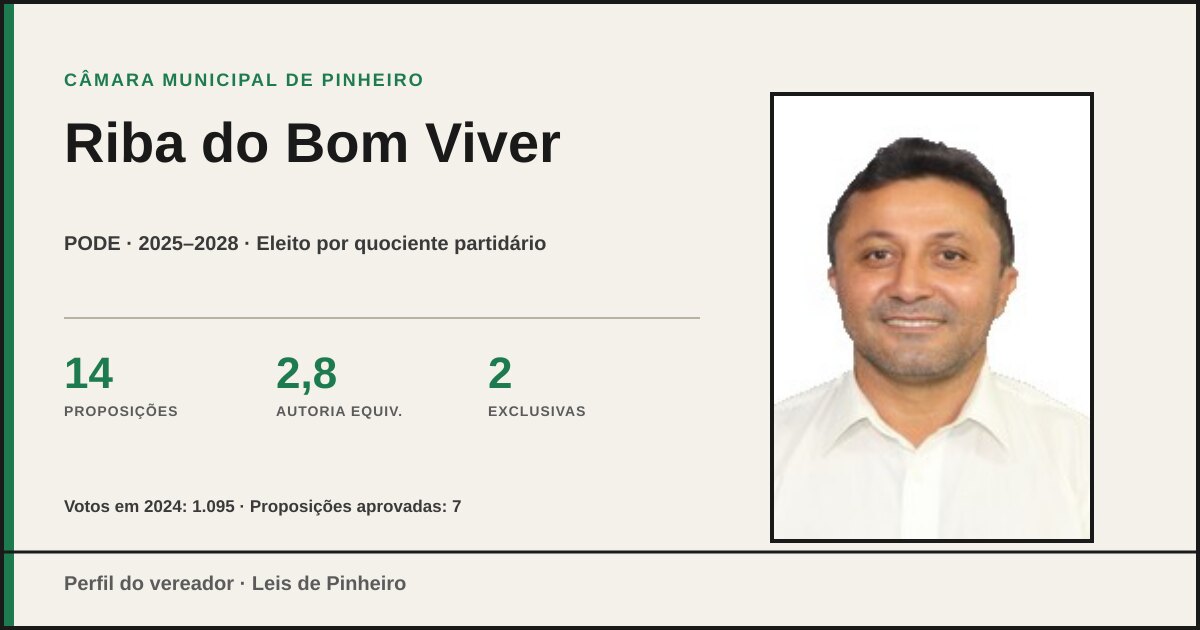 CÂMARA MUNICIPAL DE PINHEIRO
Riba do Bom Viver
PODE · 2025–2028 · Eleito por quociente partidário
14
PROPOSIÇÕES
2,8
AUTORIA EQUIV.
2
EXCLUSIVAS
Votos em 2024: 1.095 · Proposições aprovadas: 7
Perfil do vereador · Leis de Pinheiro